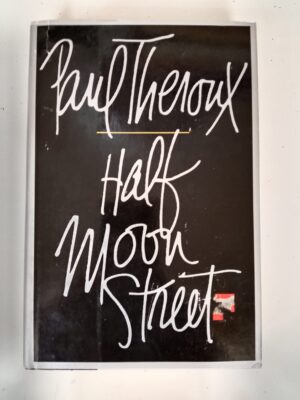 Paul Theroux
Half
Moon
Street